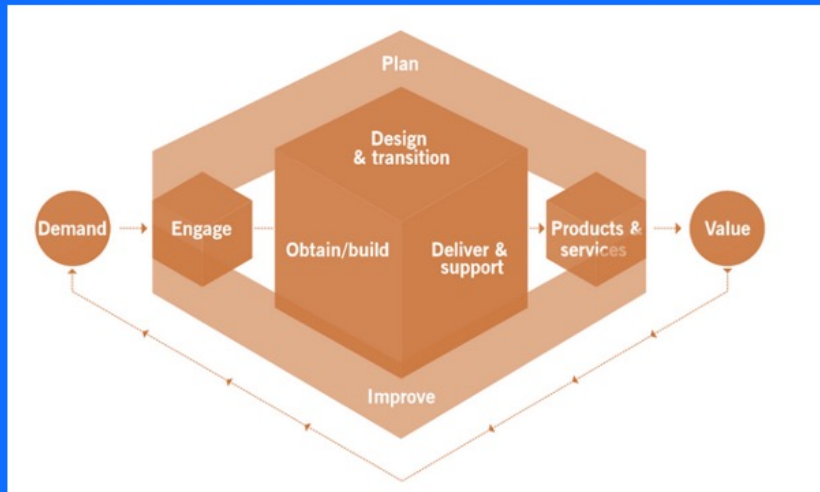 Plan
Design
& transition
Demand
Engage
Obtain/build
Deliver &
support
Products &
services
Value
Improve